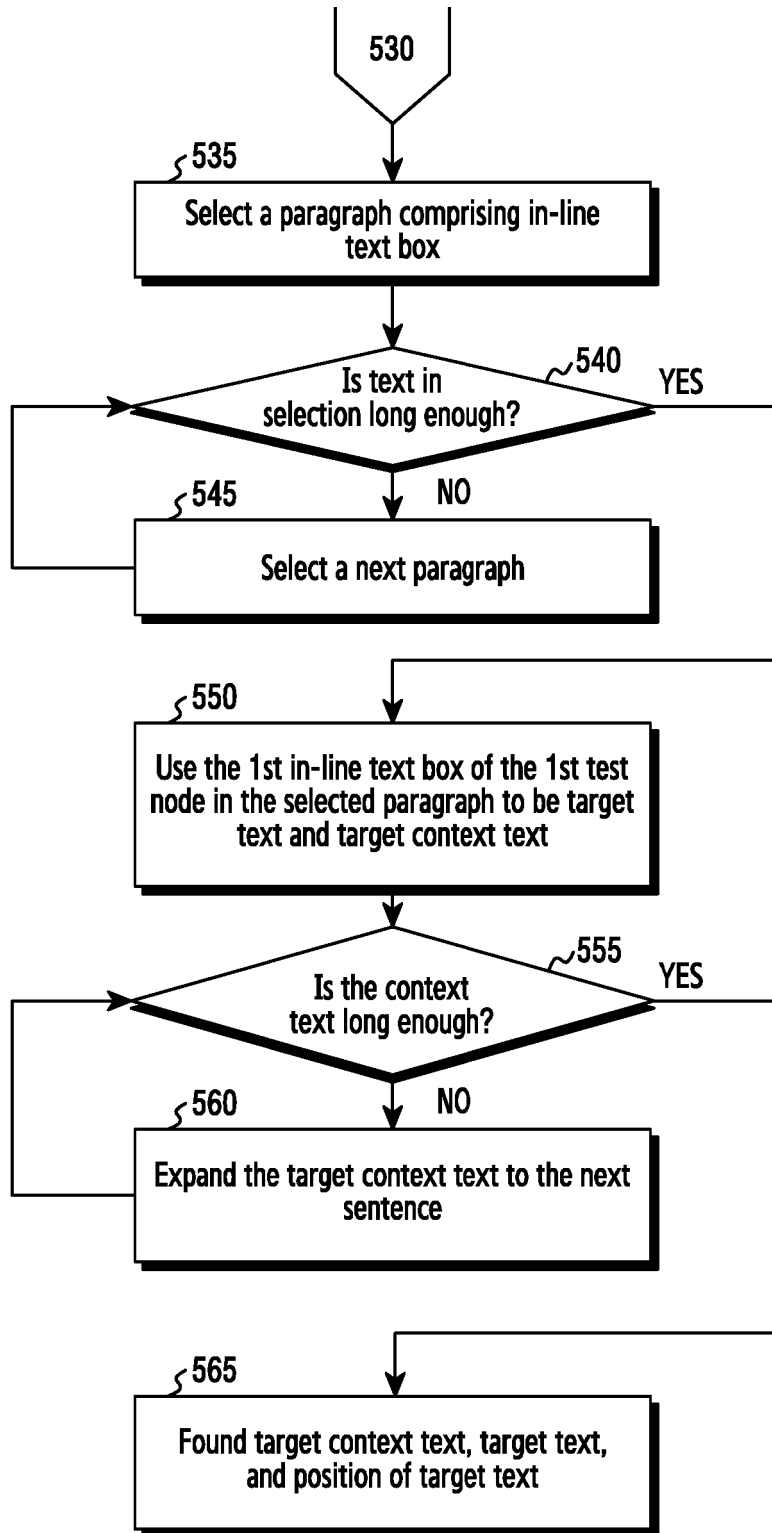 530
535
Select a paragraph comprising in-line
text box
540
Is text in
selection long enough?
YES
NO
545
Select a next paragraph
550
Use the 1st in-line text box of the 1st test
node in the selected paragraph to be target
text and target context text
555
Is the context
text long enough?
YES
NO
560
Expand the target context text to the next
sentence
565
Found target context text, target text,
and position of target text